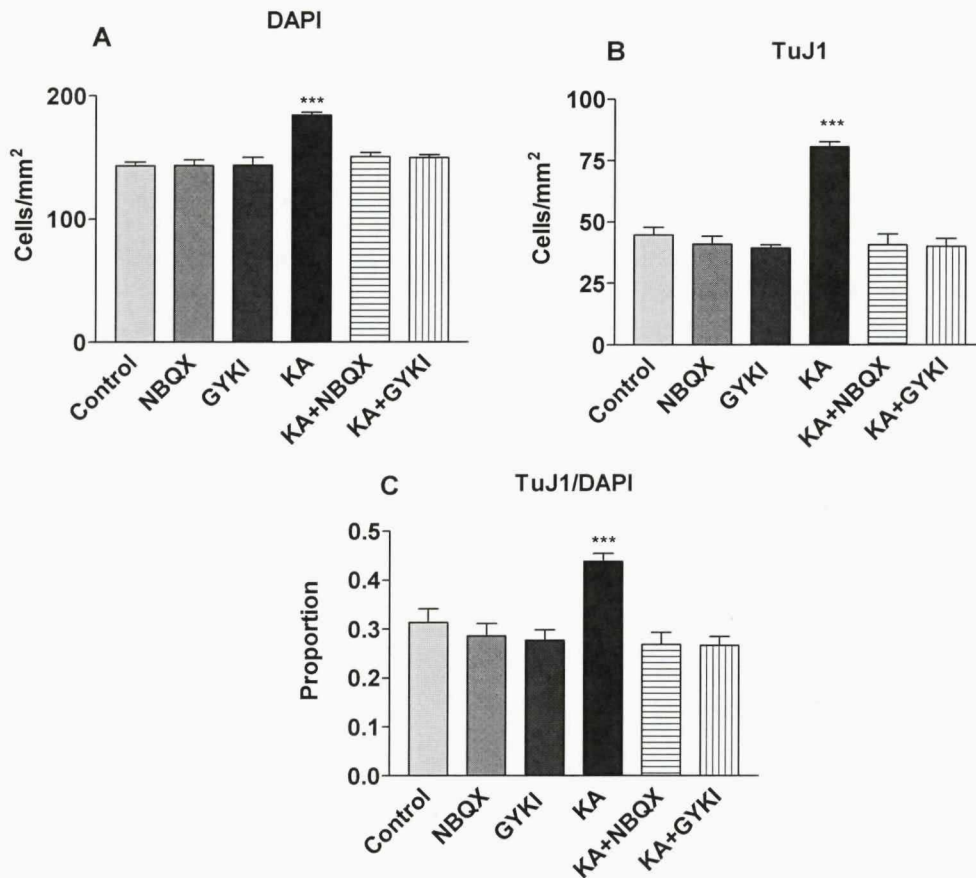 A
DAPI
200
100
0
Cells/mm²
***
Control
NBQX
GYKI
KA
KA+NBQX
KA+GYKI
B
TuJ1
100
75
50
25
0
Cells/mm²
***
Control
NBQX
GYKI
KA
KA+NBQX
KA+GYKI
C
TuJ1/DAPI
0.5
0.4
0.3
0.2
0.1
0.0
Proportion
***
Control
NBQX
GYKI
KA
KA+NBQX
KA+GYKI